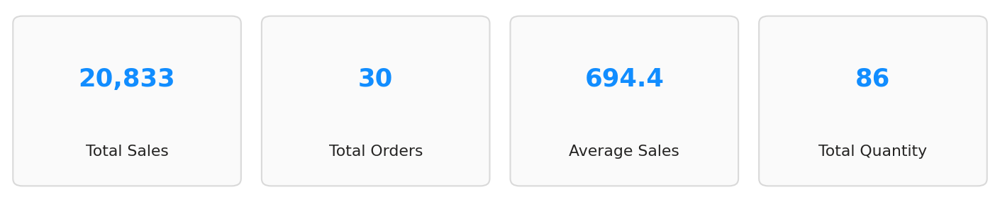 20,833
Total Sales
30
Total Orders
694.4
Average Sales
86
Total Quantity